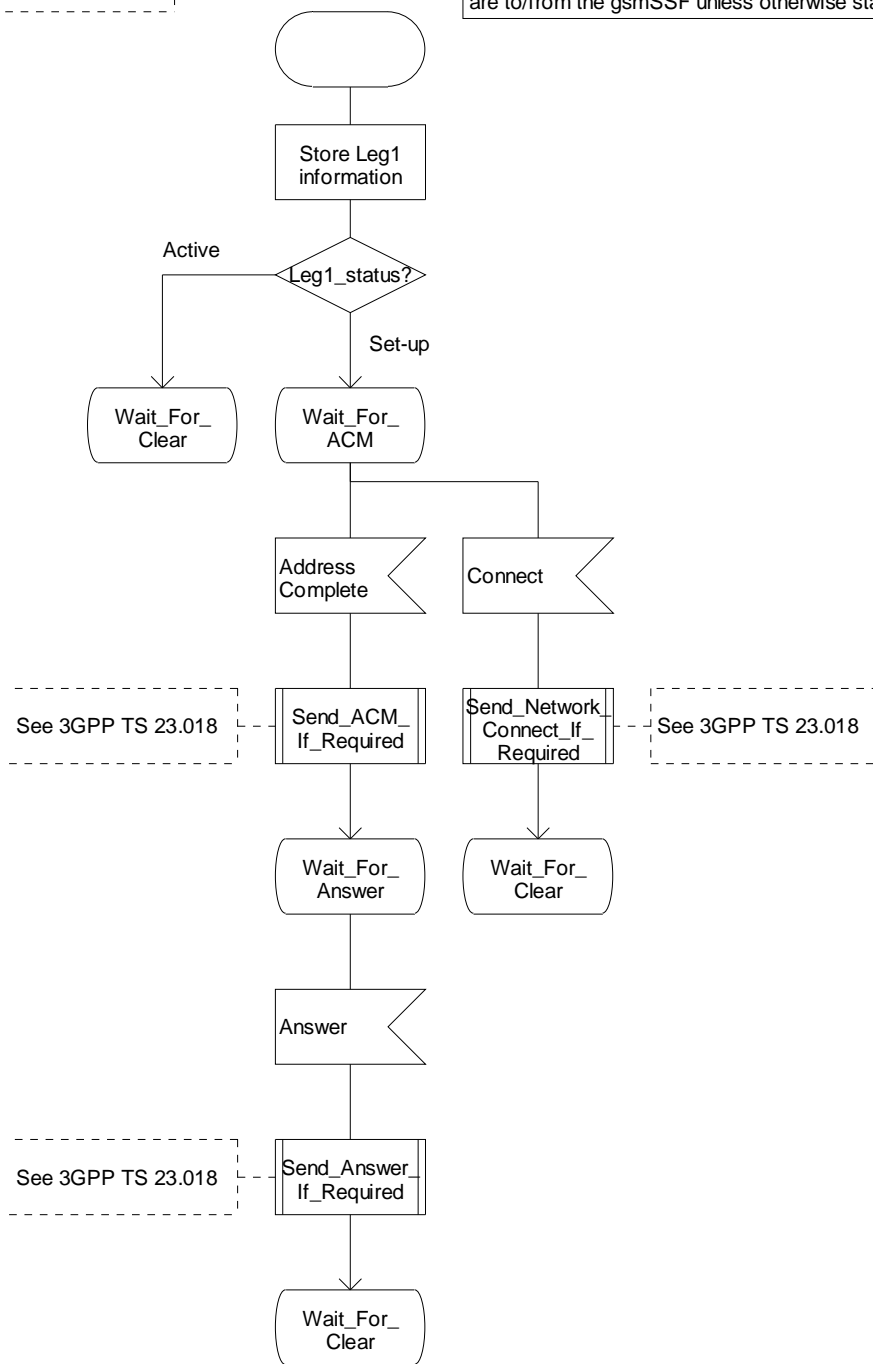 are to/from the gsmSSF unless otherwise
Store Leg1
information
Active
Leg1_status?
Set-up
Wait_For_
Clear
Wait_For_
ACM
Address
Complete
Connect
See 3GPP TS 23.018
Send_ACM_
If_Required
Send_Network_
Connect_If_
Required
See 3GPP TS 23.018
Wait_For_
Answer
Wait_For_
Clear
Answer
See 3GPP TS 23.018
Send_Answer_
If_Required
Wait_For_
Clear